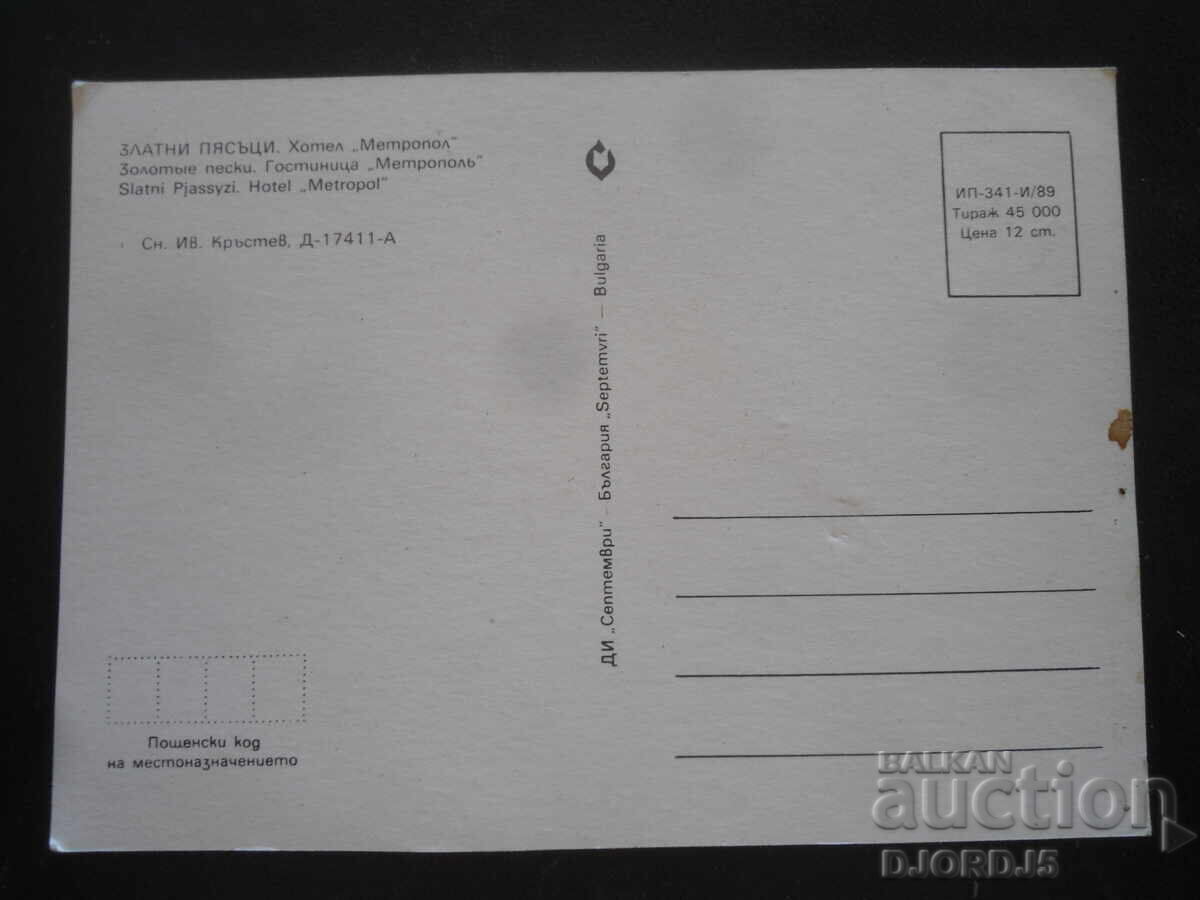 ЗЛАТНИ ПЯСЪЦИ. Хотел „Метропол"
Золотые пески. Гостиница „Метрополь"
Slatni Pjassyzi. Hotel „Metropol"
Сн. Ив. Кръстев, Д-17411-А
ДИ „Септември" – България „Septemvri" – Bulgaria
ИП-341-И/89
Тираж 45 000
Цена 12 ст.
Пощенски код
на местоназначението
BALKAN
auction
DJORDJ5